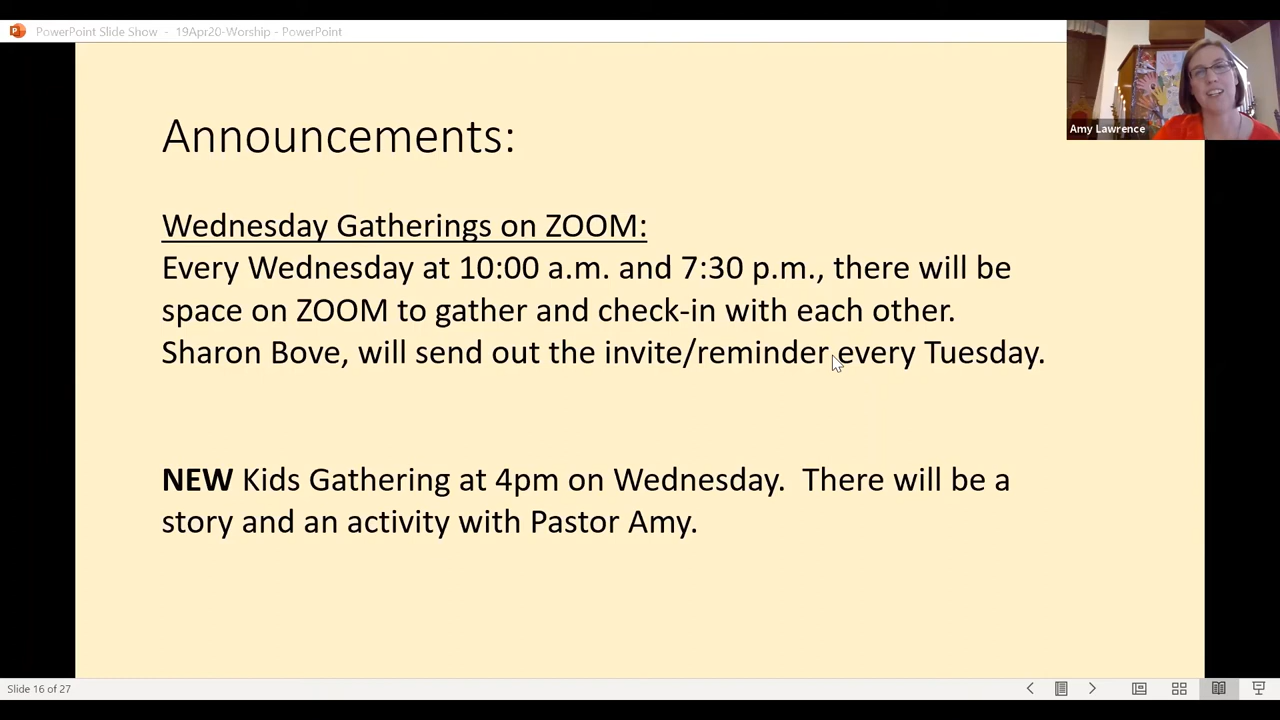 PowerPoint Slide Show - 19Apr20-Worship - PowerPoint
Amy Lawrence
Announcements:
Wednesday Gatherings on ZOOM:
Every Wednesday at 10:00 a.m. and 7:30 p.m., there will be
space on ZOOM to gather and check-in with each other.
Sharon Bove, will send out the invite/reminder every Tuesday.
NEW Kids Gathering at 4pm on Wednesday.  There will be a
story and an activity with Pastor Amy.
Slide 16 of 27